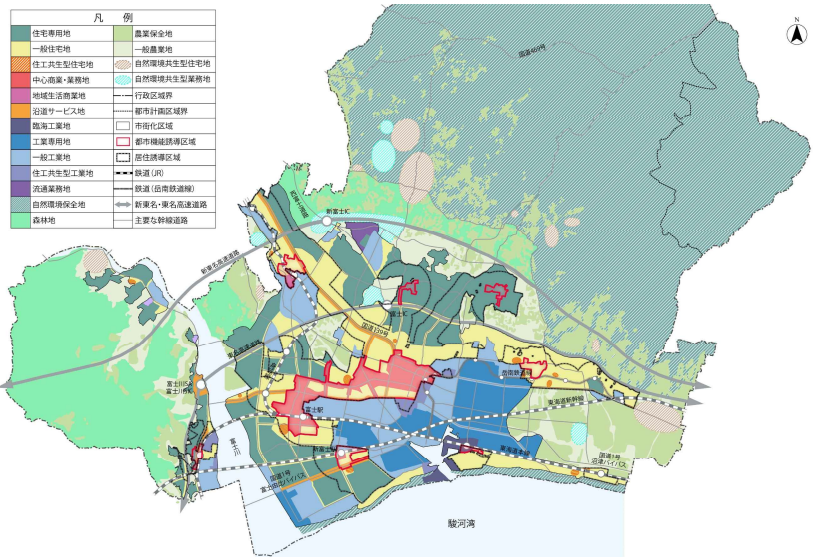 凡 例
住宅専用地
農業保全地
一般住宅地
一般農業地
住工共生型住宅地
自然環境共生型住宅地
中心商業・業務地
自然環境共生型業務地
地域生活商業地
行政区域界
沿道サービス地
都市計画区域界
臨海工業地
市街化区域
工業専用地
都市機能誘導区域
一般工業地
居住誘導区域
住工共生型工業地
鉄道(JR)
流通業務地
鉄道(岳南鉄道線)
自然環境保全地
新東名・東名高速道路
森林地
主要な幹線道路
N
国道469号
新富士IC
新東名高速道路
富士IC
国道139号
東名高速道路
岳南鉄道線
富士川SA
東海道新幹線
富士駅
富士川
新富士駅
東海道本線
国道1号
沼津バイパス
国道1号
富士由比バイパス
駿河湾